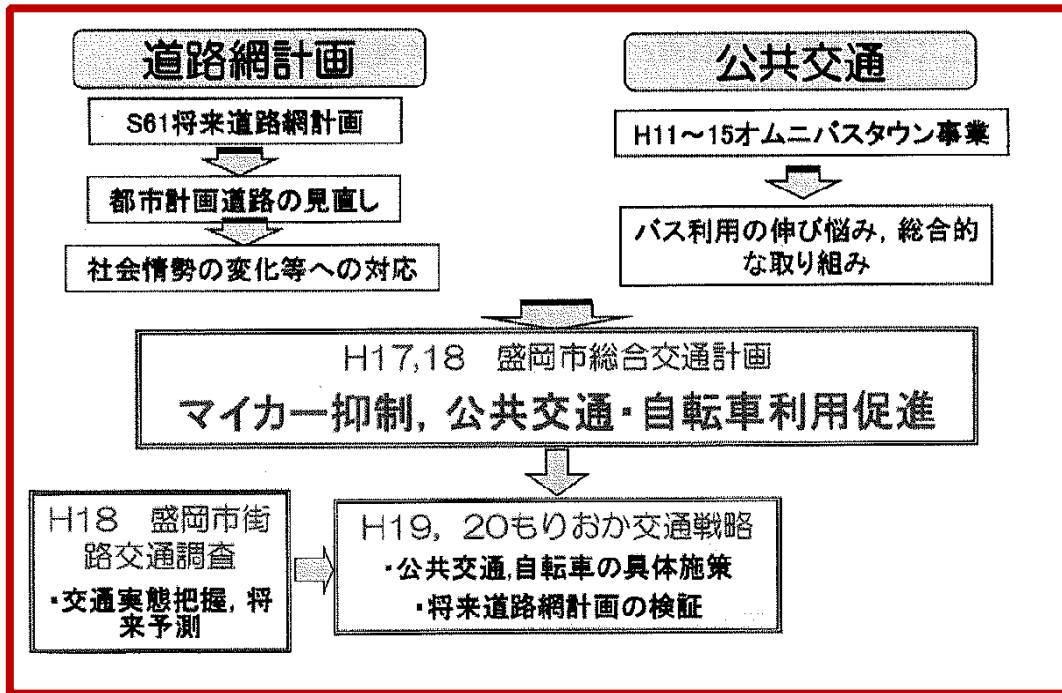 道路網計画
S61将来道路網計画
都市計画道路の見直し
社会情勢の変化等への対応
公共交通
H11～15オムニバスタウン事業
バス利用の伸び悩み，総合的
な取り組み
H17,18　盛岡市総合交通計画
マイカー抑制，公共交通・自転車利用促進
H18　盛岡市街
路交通調査
・交通実態把握，将
来予測
H19，20もりおか交通戦略
・公共交通,自転車の具体施策
・将来道路網計画の検証